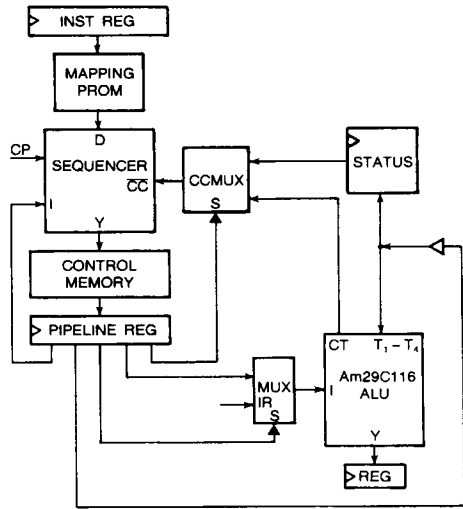 INST REG
MAPPING
PROM
D
CP
SEQUENCER
CC
I
Y
CCMUX
S
STATUS
CONTROL
MEMORY
PIPELINE REG
MUX
IR
S
CT T₁ – T₄
Am29C116
ALU
I
Y
REG